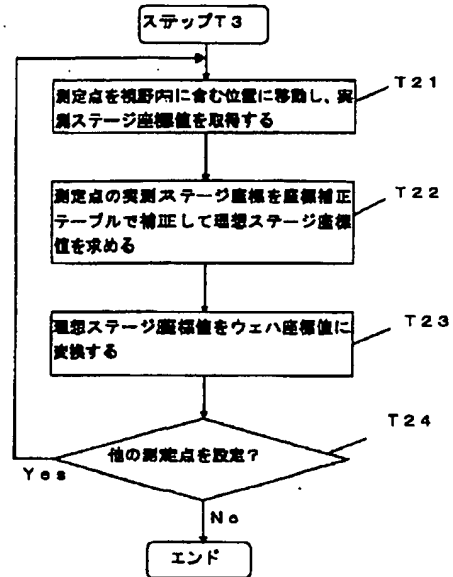 ステップT3
測定点を視野内に含む位置に移動し、実
測ステージ座標値を取得する
T21
測定点の実測ステージ座標を座標補正
テーブルで補正して理想ステージ座標
値を求める
T22
理想ステージ座標値をウェハ座標値に
変換する
T23
他の測定点を設定?
T24
Yes
No
エンド